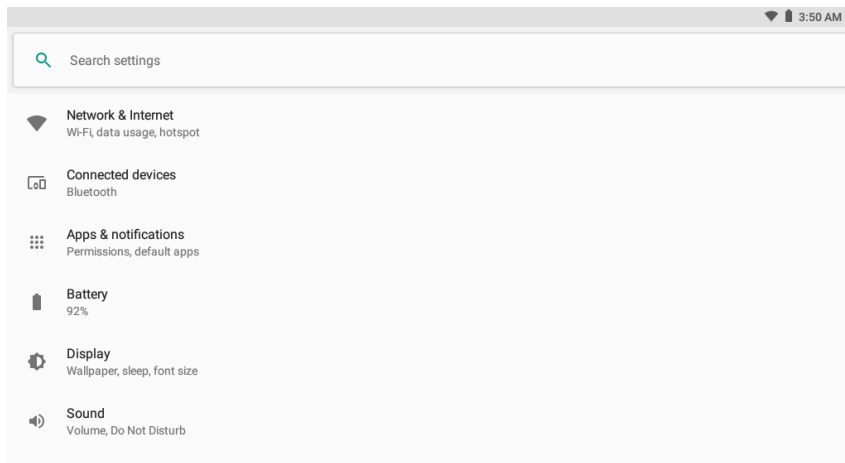 3:50 AM
Search settings
Network & Internet
Wi-Fi, data usage, hotspot
Connected devices
Bluetooth
Apps & notifications
Permissions, default apps
Battery
92%
Display
Wallpaper, sleep, font size
Sound
Volume, Do Not Disturb